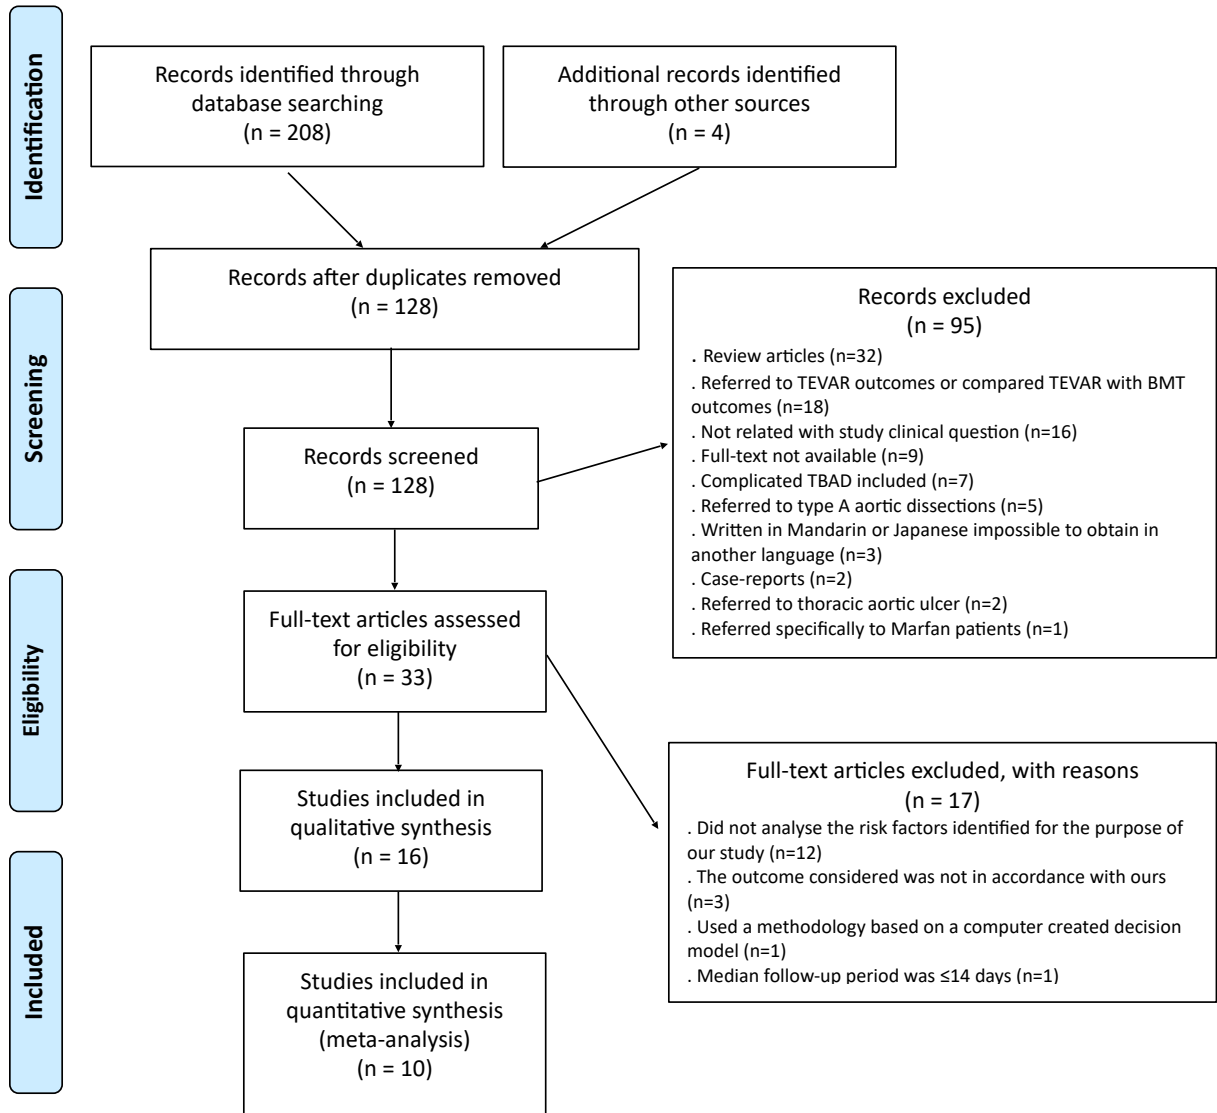 Identification
Records identified through
database searching
(n = 208)
Additional records identified
through other sources
(n = 4)
Records after duplicates removed
(n = 128)
Screening
Records screened
(n = 128)
Records excluded
(n = 95)
. Review articles (n=32)
. Referred to TEVAR outcomes or compared TEVAR with BMT
outcomes (n=18)
. Not related with study clinical question (n=16)
. Full-text not available (n=9)
. Complicated TBAD included (n=7)
. Referred to type A aortic dissections (n=5)
. Written in Mandarin or Japanese impossible to obtain in
another language (n=3)
. Case-reports (n=2)
. Referred to thoracic aortic ulcer (n=2)
. Referred specifically to Marfan patients (n=1)
Eligibility
Full-text articles assessed
for eligibility
(n = 33)
Full-text articles excluded, with reasons
(n = 17)
. Did not analyse the risk factors identified for the purpose of
our study (n=12)
. The outcome considered was not in accordance with ours
(n=3)
. Used a methodology based on a computer created decision
model (n=1)
. Median follow-up period was ≤14 days (n=1)
Studies included in
qualitative synthesis
(n = 16)
Included
Studies included in
quantitative synthesis
(meta-analysis)
(n = 10)